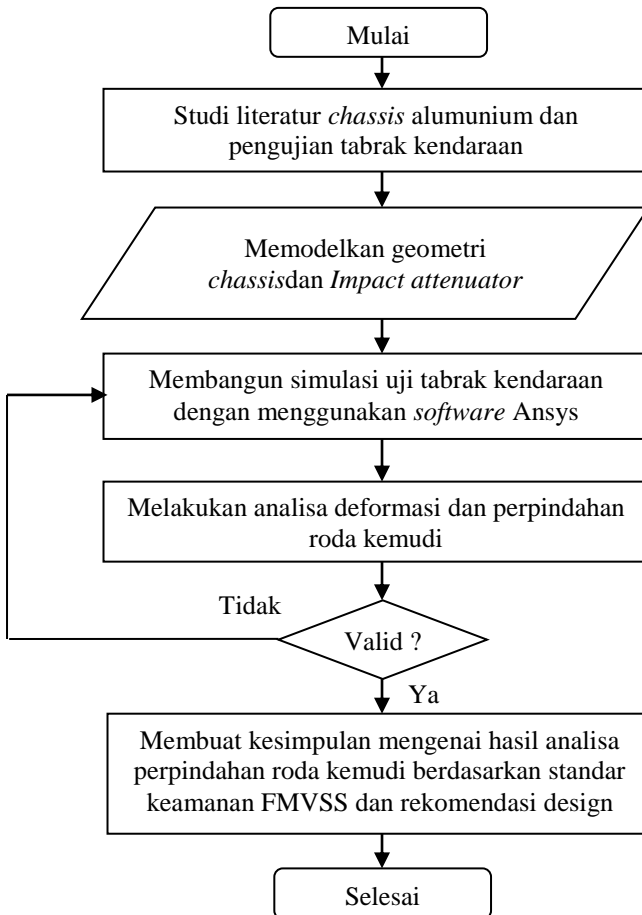 Mulai
Studi literatur chassis alumunium dan
pengujian tabrak kendaraan
Memodelkan geometri
chassisdan Impact attenuator
Membangun simulasi uji tabrak kendaraan
dengan menggunakan software Ansys
Melakukan analisa deformasi dan perpindahan
roda kemudi
Tidak
Valid ?
Ya
Membuat kesimpulan mengenai hasil analisa
perpindahan roda kemudi berdasarkan standar
keamanan FMVSS dan rekomendasi design
Selesai